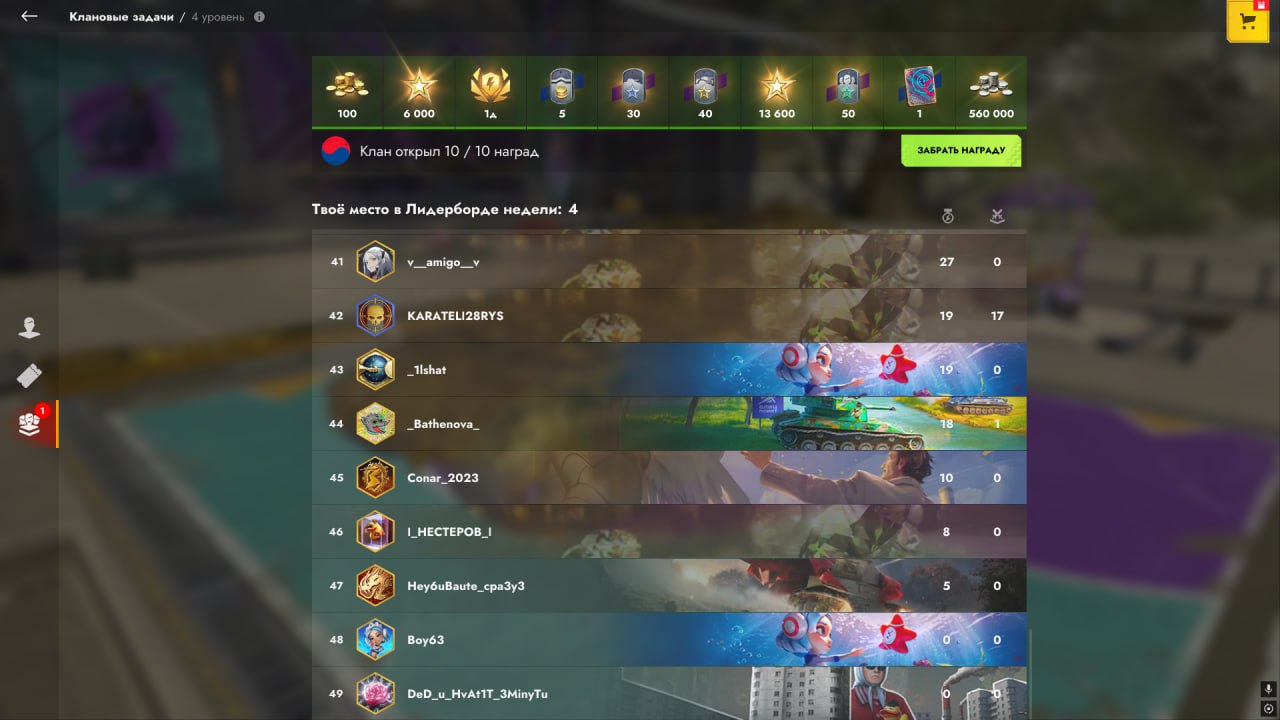 Клановые задачи / 4 уровень
100 6 000 1д 5 30 40 13 600 50 1 560 000
Клан открыл 10 / 10 наград
ЗАБРАТЬ НАГРАДУ
Твоё место в Лидерборде недели: 4
41 v__amigo__v 27 0
42 KARATELI28RYS 19 17
43 _1lshat 19 0
44 _Bathenova_ 18 1
45 Conar_2023 10 0
1
46 I_HECTEPOB_I 8 0
47 Hey6uBaute_cpa3y3 5 0
48 Boy63 0 0
49 DeD_u_HvAt1T_3MinyTu 0 0